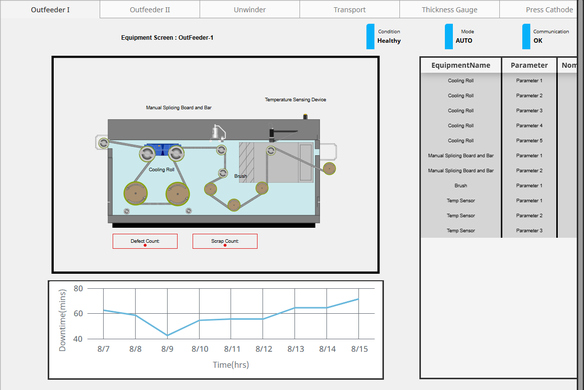 Outfeeder I
Outfeeder II
Unwinder
Transport
Thickness Gauge
Press Cathode
Equipment Screen : OutFeeder-1
Condition
Healthy
Mode
AUTO
Communication
OK
Temperature Sensing Device
Manual Splicing Board and Bar
Cooling Roll
Brush
Defect Count
Scrap Count
EquipmentName Parameter Nom
Cooling Roll Parameter 1
Cooling Roll Parameter 2
Cooling Roll Parameter 3
Cooling Roll Parameter 4
Cooling Roll Parameter 5
Manual Splicing Board and Bar Parameter 1
Manual Splicing Board and Bar Parameter 2
Brush Parameter 1
Temp Sensor Parameter 1
Temp Sensor Parameter 2
Temp Sensor Parameter 3
Downtime(mins)
80
60
40
8/7 8/8 8/9 8/10 8/11 8/12 8/13 8/14 8/15
Time(hrs)